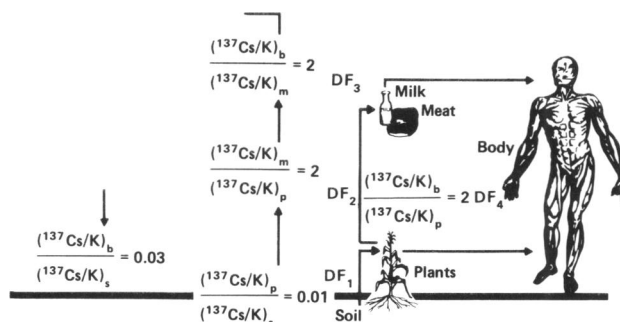 (¹³⁷Cs/K)b
(¹³⁷Cs/K)m = 2
DF₃
Milk
Meat
(¹³⁷Cs/K)m
(¹³⁷Cs/K)p = 2
DF₂
(¹³⁷Cs/K)b
(¹³⁷Cs/K)p = 2 DF₄
Body
(¹³⁷Cs/K)b
(¹³⁷Cs/K)s = 0.03
(¹³⁷Cs/K)p
(¹³⁷Cs/K) = 0.01
DF₁
Plants
Soil